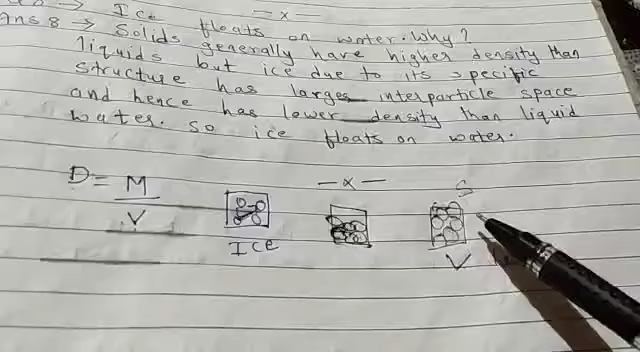 → Ice floats on water. Why?
Ans 8 → Solids generally have higher density than
liquids but ice due to its specific
structure has large interparticle space
and hence has lower density than liquid
water. so ice floats on water.
—x—
D = M
V
Ice
S
V